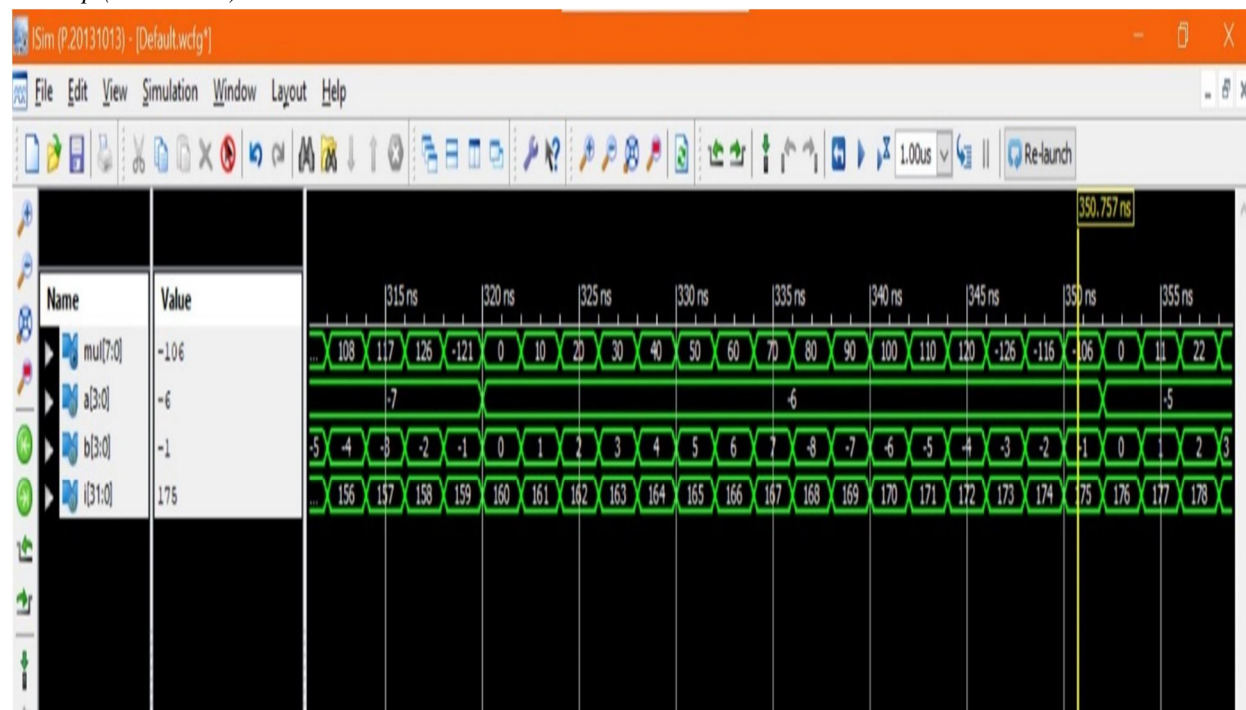 ISim (P.20131013) - [Default.wcfg*]
File Edit View Simulation Window Layout Help
1.00us Re-launch
350.757 ns
Name Value
315 ns 320 ns 325 ns 330 ns 335 ns 340 ns 345 ns 350 ns 355 ns
mul[7:0] -106 ... 108 117 126 -121 0 10 20 30 40 50 60 70 80 90 100 110 120 -126 -116 -106 0 11 22
a[3:0] -6 -7 -6 -5
b[3:0] -1 -5 -4 -3 -2 -1 0 1 2 3 4 5 6 7 -8 -7 -6 -5 -4 -3 -2 -1 0 1 2 3
i[31:0] 175 ... 156 157 158 159 160 161 162 163 164 165 166 167 168 169 170 171 172 173 174 175 176 177 178